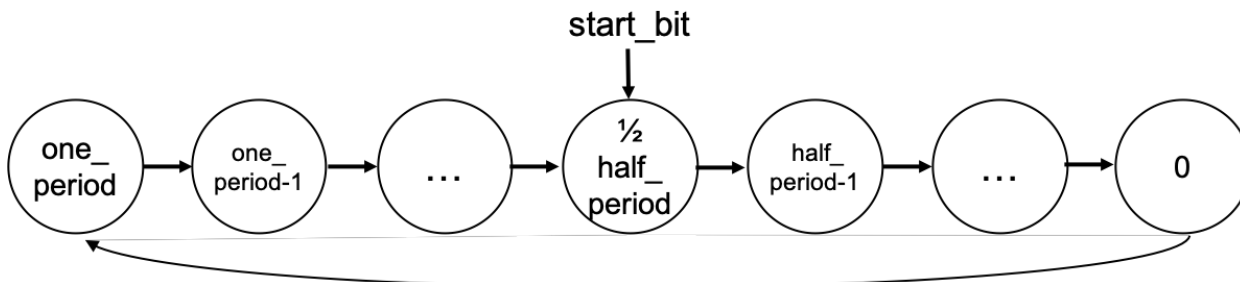 start_bit
one_
period
one_
period-1
...
½
half_
period
half_
period-1
...
0